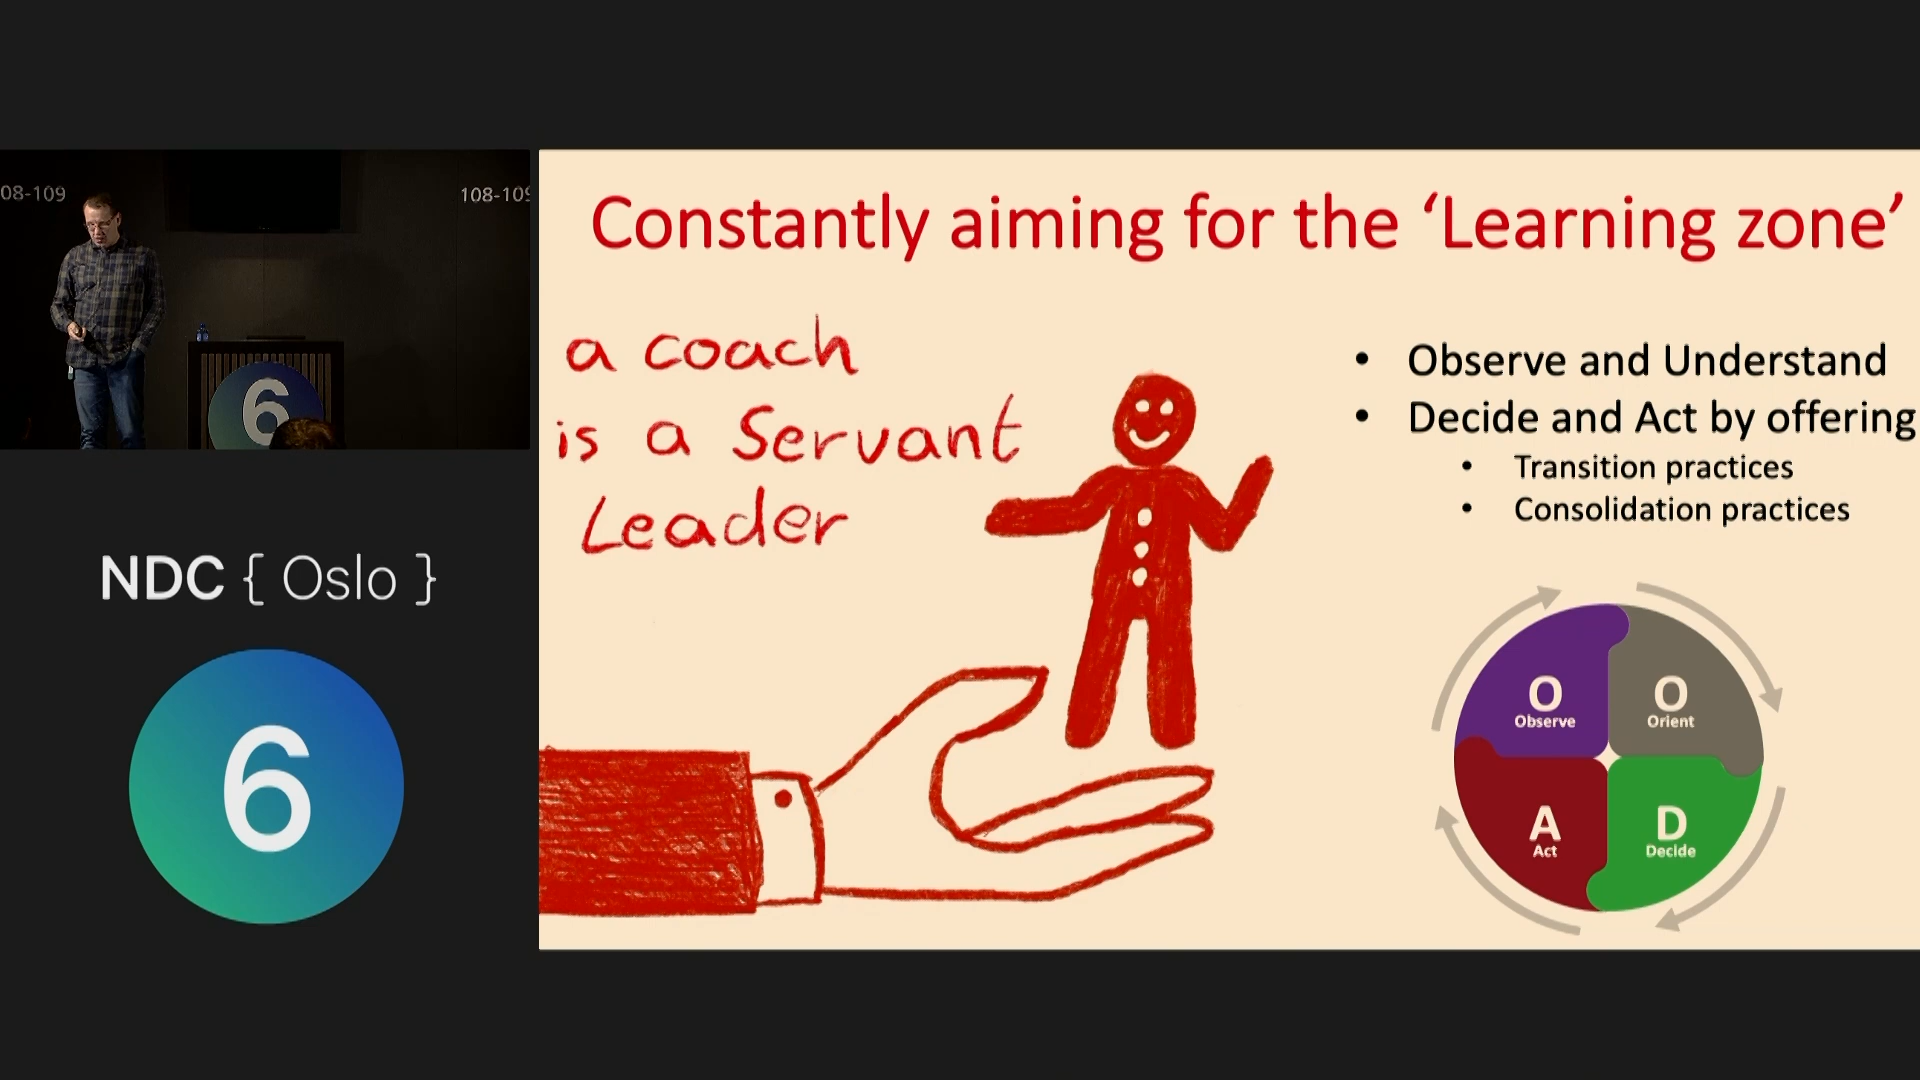 08-109
108-109
6
NDC { Oslo }
6
Constantly aiming for the ‘Learning zone’
a coach
is a Servant
Leader
• Observe and Understand
• Decide and Act by offering
• Transition practices
• Consolidation practices
O
Observe
O
Orient
A
Act
D
Decide